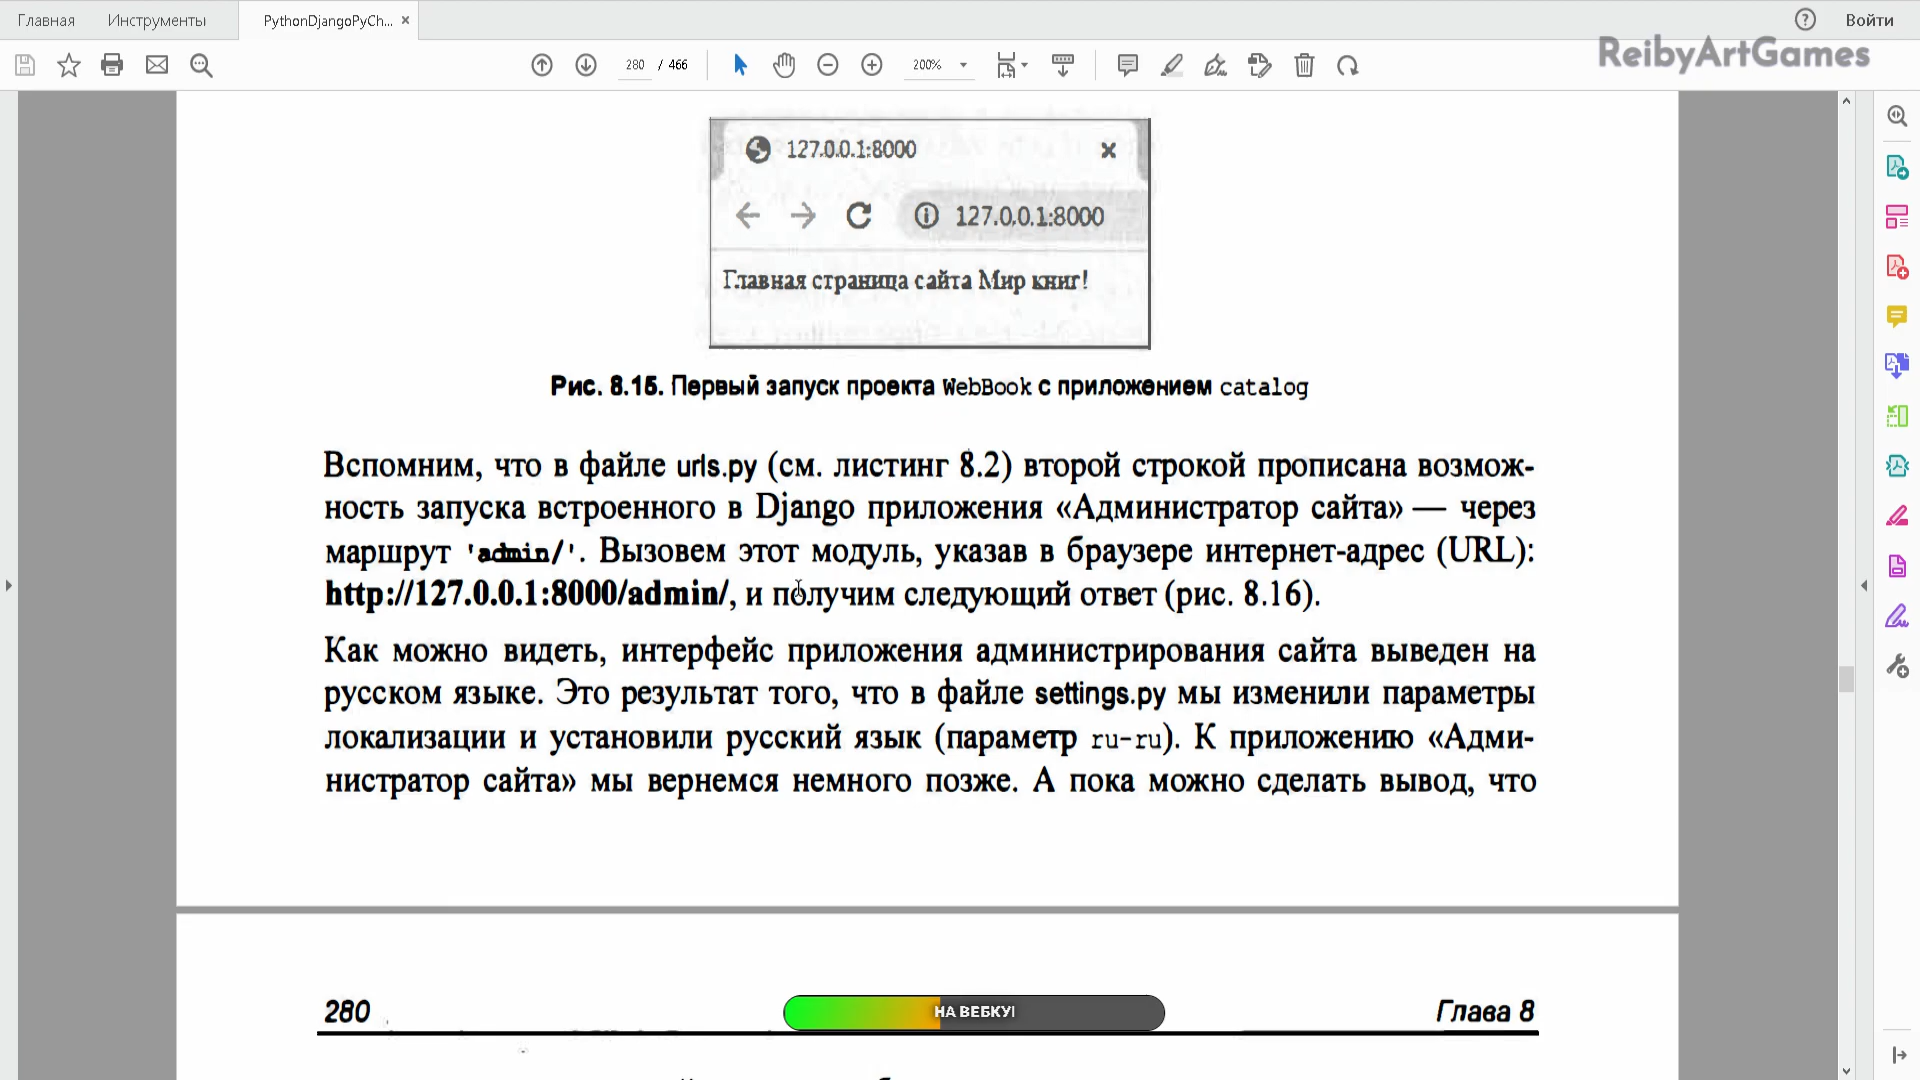 Главная Инструменты PythonDjangoPyCh... × ? Войти
280 / 466 200%
ReibyArtGames
127.0.0.1:8000
127.0.0.1:8000
Главная страница сайта Мир книг!
Рис. 8.15. Первый запуск проекта WebBook с приложением catalog
Вспомним, что в файле urls.py (см. листинг 8.2) второй строкой прописана возмож-
ность запуска встроенного в Django приложения «Администратор сайта» — через
маршрут 'admin/'. Вызовем этот модуль, указав в браузере интернет-адрес (URL):
http://127.0.0.1:8000/admin/, и получим следующий ответ (рис. 8.16).
Как можно видеть, интерфейс приложения администрирования сайта выведен на
русском языке. Это результат того, что в файле settings.py мы изменили параметры
локализации и установили русский язык (параметр ru-ru). К приложению «Адми-
нистратор сайта» мы вернемся немного позже. А пока можно сделать вывод, что
280 НА ВЕБКУ! Глава 8